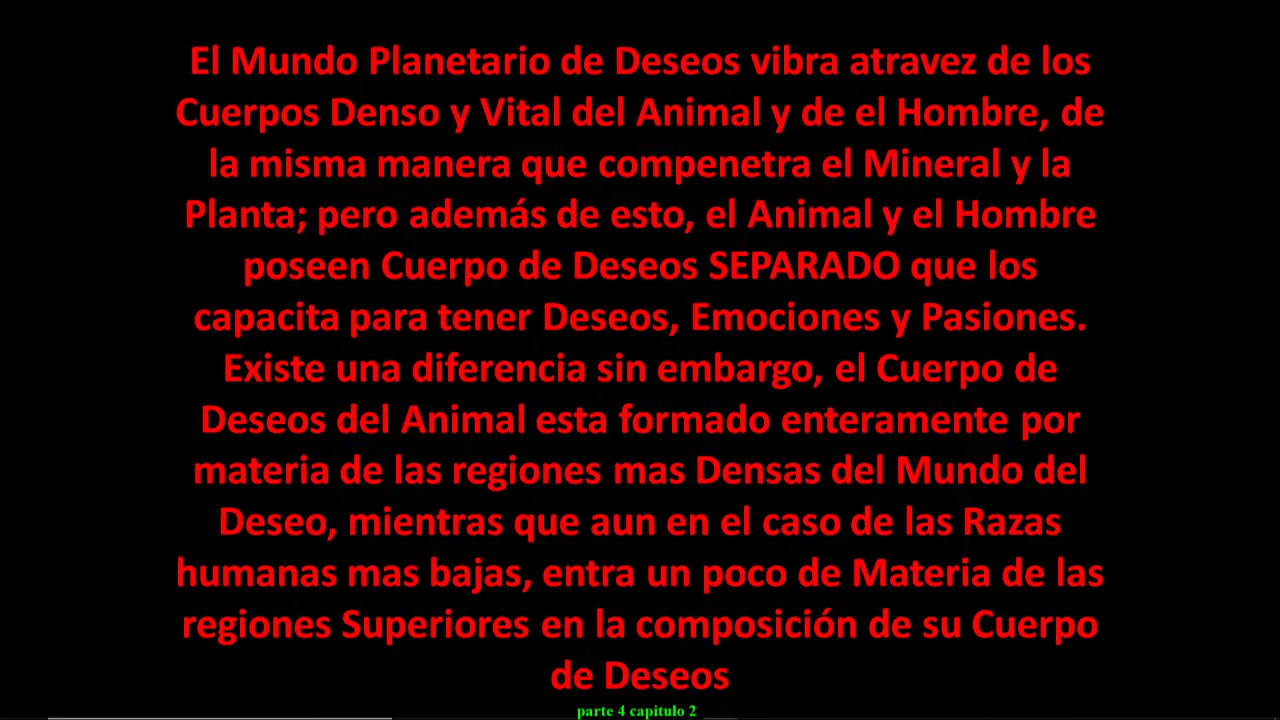 El Mundo Planetario de Deseos vibra atravez de los
Cuerpos Denso y Vital del Animal y de el Hombre, de
la misma manera que compenetra el Mineral y la
Planta; pero además de esto, el Animal y el Hombre
poseen Cuerpo de Deseos SEPARADO que los
capacita para tener Deseos, Emociones y Pasiones.
Existe una diferencia sin embargo, el Cuerpo de
Deseos del Animal esta formado enteramente por
materia de las regiones mas Densas del Mundo del
Deseo, mientras que aun en el caso de las Razas
humanas mas bajas, entra un poco de Materia de las
regiones Superiores en la composición de su Cuerpo
de Deseos
parte 4 capitulo 2